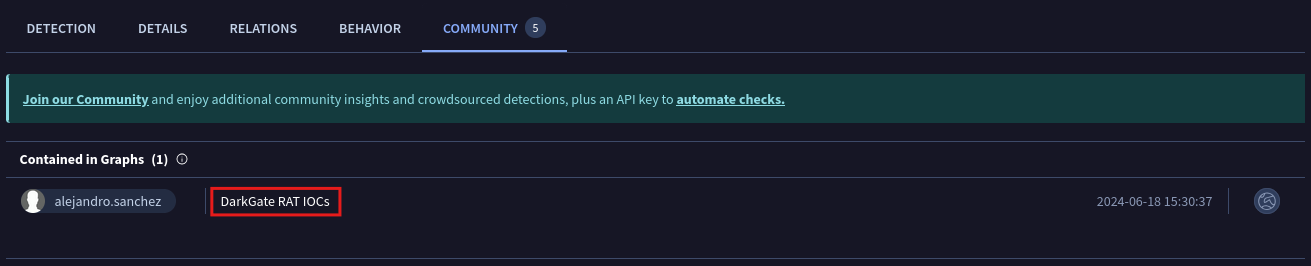 DETECTION DETAILS RELATIONS BEHAVIOR COMMUNITY 5
Join our Community and enjoy additional community insights and crowdsourced detections, plus an API key to automate checks.
Contained in Graphs (1)
alejandro.sanchez DarkGate RAT IOCs 2024-06-18 15:30:37